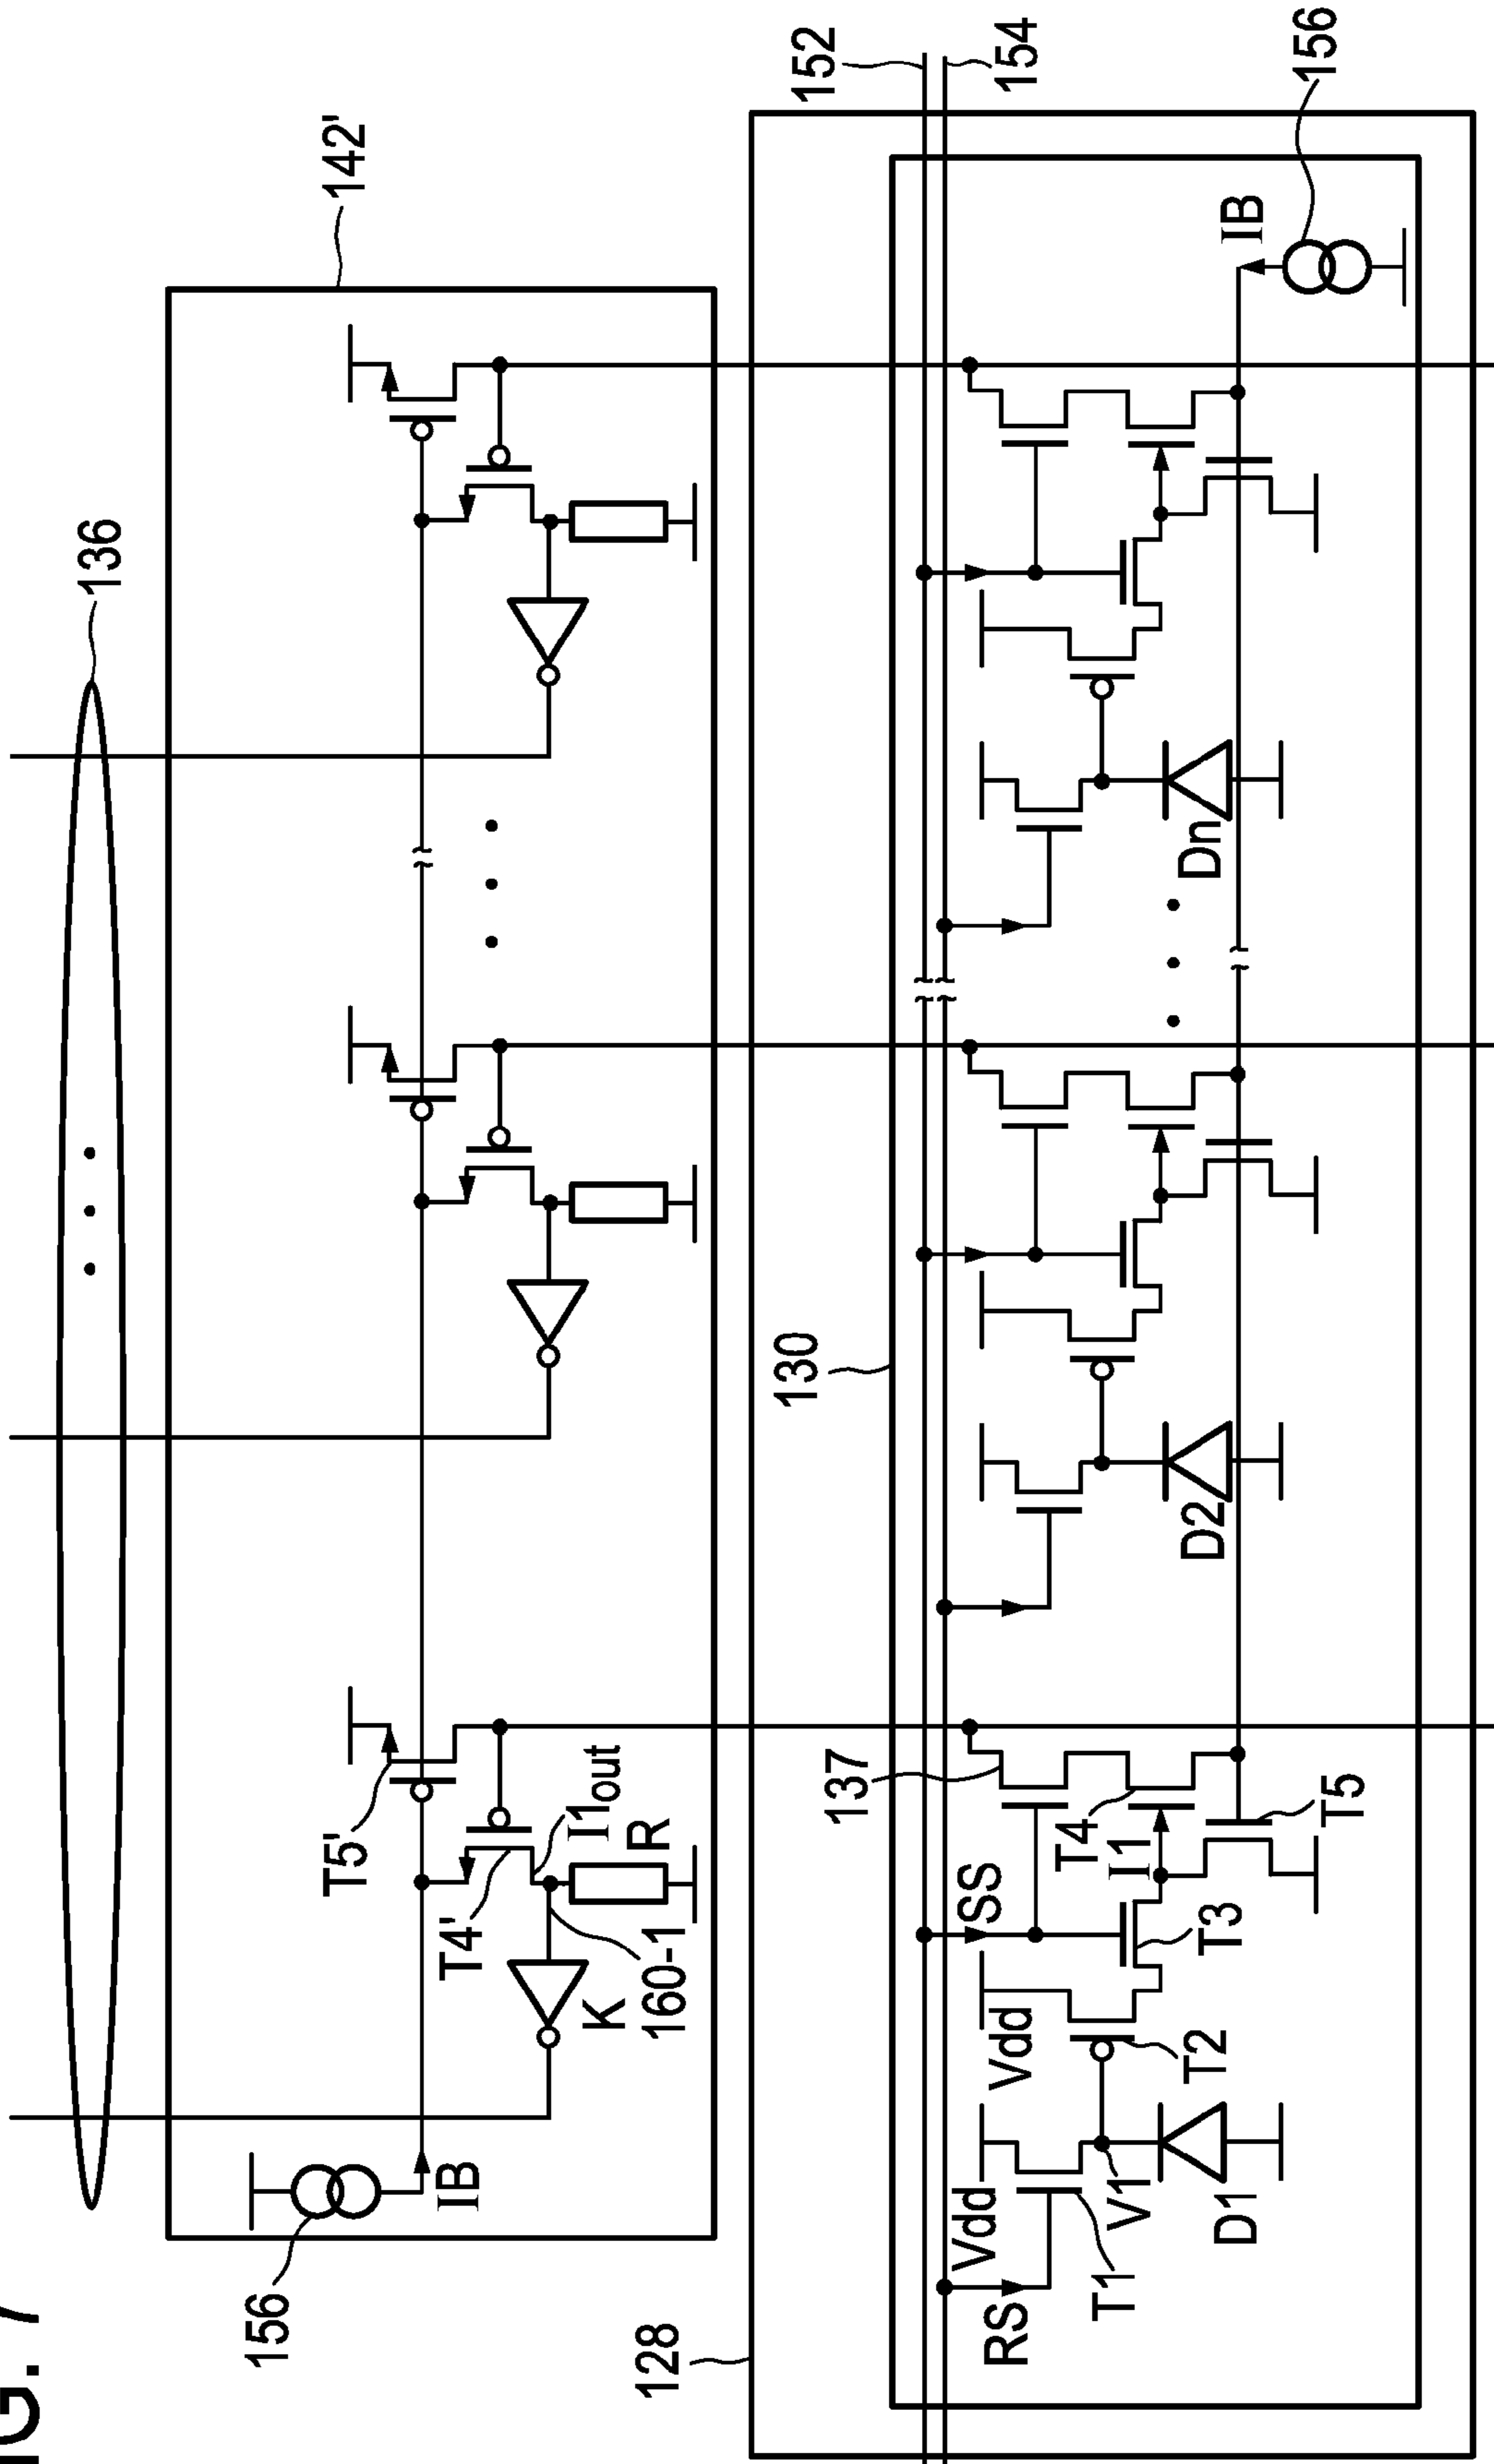 G. 7
136
156
T5'
142'
IB
T4'
I1out
K
128
160-1
R
130
152
137
Vdd
SS
RS
Vdd
154
T4
T1
V1
I1
T2
D2
Dn
D1
T3
IB
156
T5